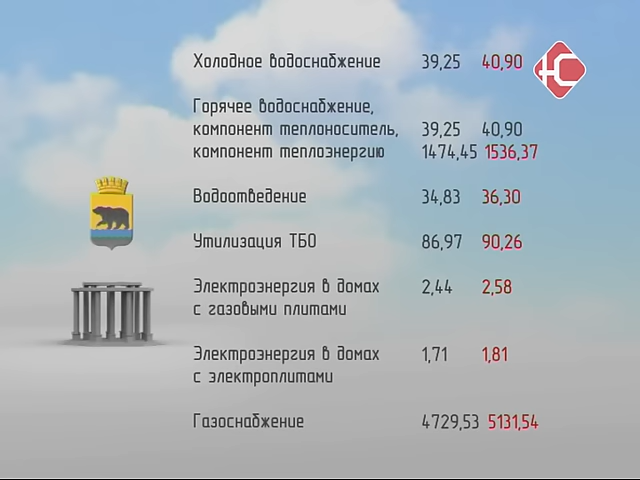 Холодное водоснабжение 39,25 40,90
Горячее водоснабжение,
компонент теплоноситель, 39,25 40,90
компонент теплоэнергию 1474,45 1536,37
Водоотведение 34,83 36,30
Утилизация ТБО 86,97 90,26
Электроэнергия в домах 2,44 2,58
с газовыми плитами
Электроэнергия в домах 1,71 1,81
с электроплитами
Газоснабжение 4729,53 5131,54